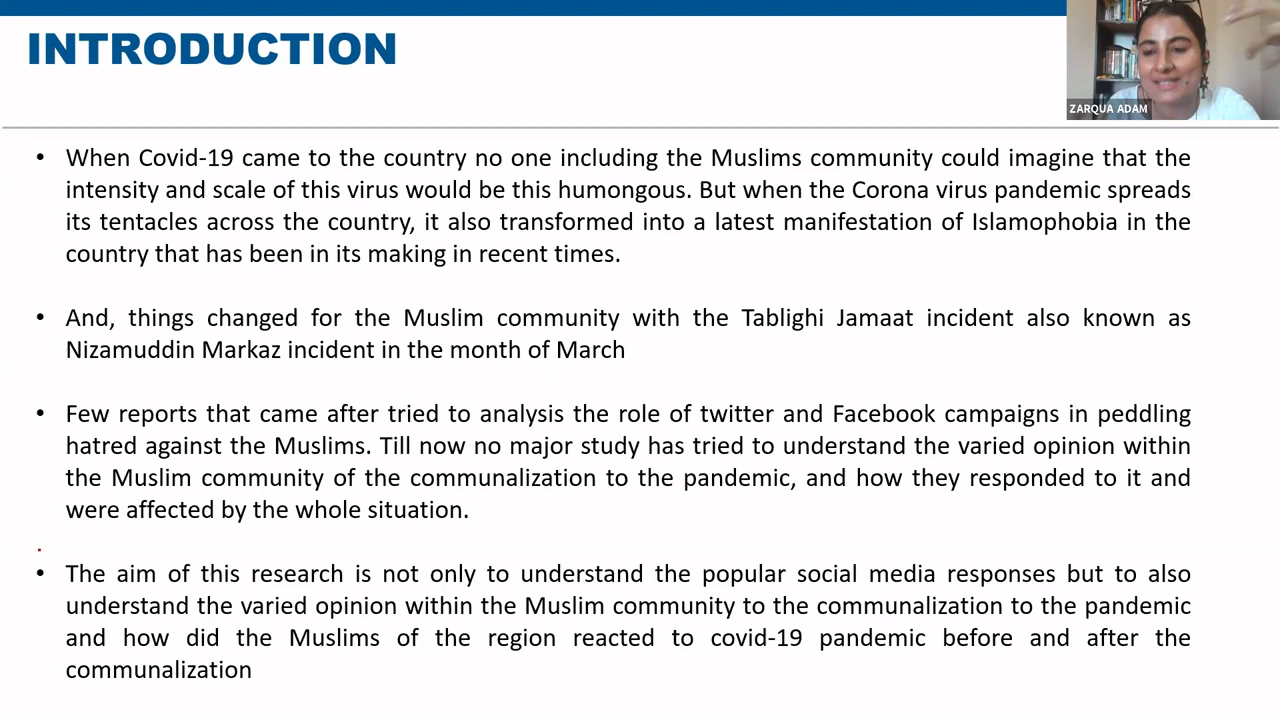 INTRODUCTION
ZARQUA ADAM
• When Covid-19 came to the country no one including the Muslims community could imagine that the
intensity and scale of this virus would be this humongous. But when the Corona virus pandemic spreads
its tentacles across the country, it also transformed into a latest manifestation of Islamophobia in the
country that has been in its making in recent times.
• And, things changed for the Muslim community with the Tablighi Jamaat incident also known as
Nizamuddin Markaz incident in the month of March
• Few reports that came after tried to analysis the role of twitter and Facebook campaigns in peddling
hatred against the Muslims. Till now no major study has tried to understand the varied opinion within
the Muslim community of the communalization to the pandemic, and how they responded to it and
were affected by the whole situation.
• The aim of this research is not only to understand the popular social media responses but to also
understand the varied opinion within the Muslim community to the communalization to the pandemic
and how did the Muslims of the region reacted to covid-19 pandemic before and after the
communalization